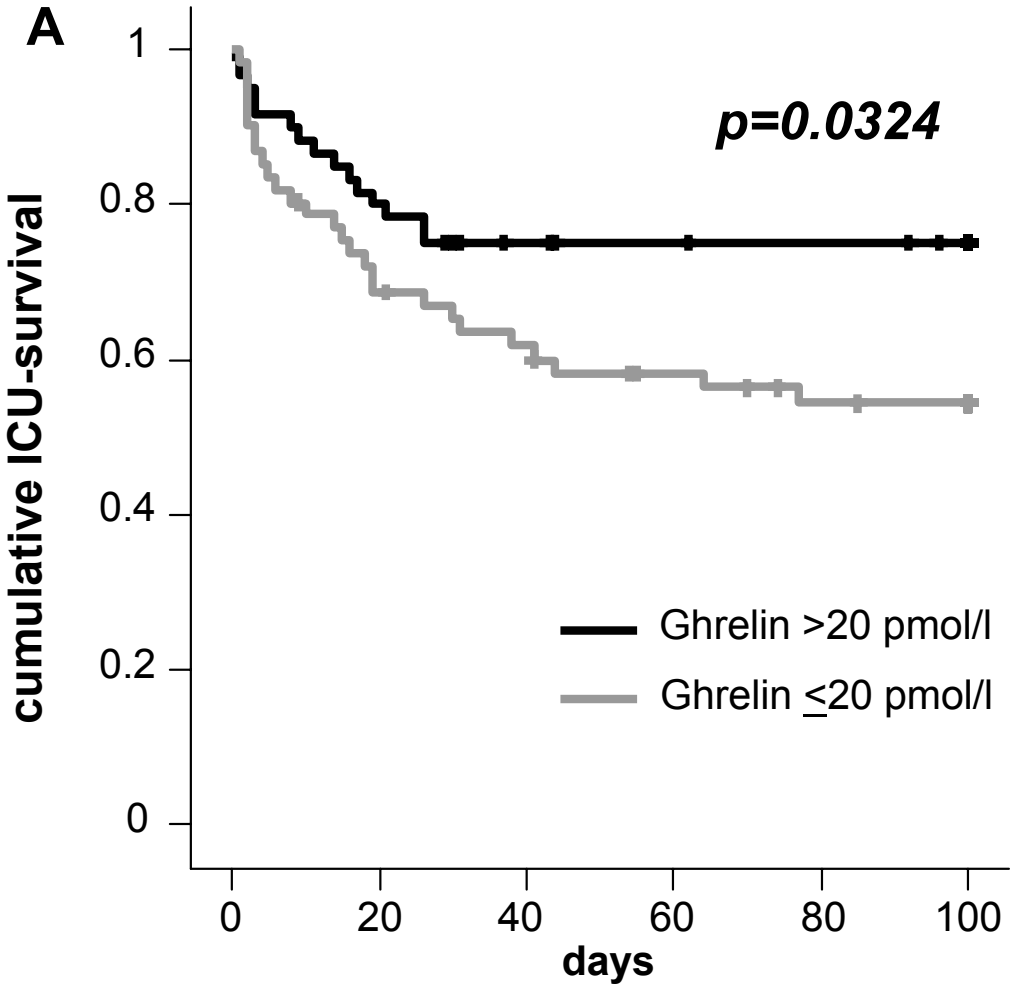 A
p=0.0324
cumulative ICU-survival
1
0.8
0.6
0.4
0.2
0
Ghrelin >20 pmol/l
Ghrelin ≤20 pmol/l
0 20 40 60 80 100
days